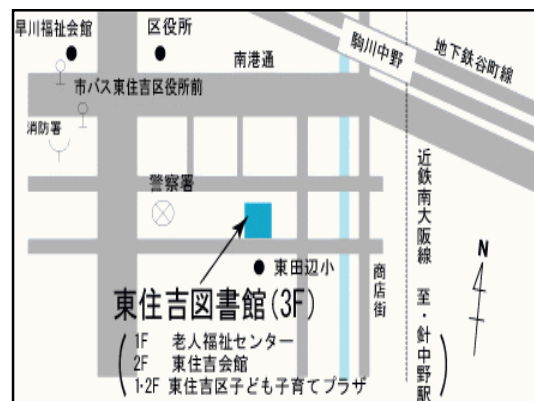 早川福祉会館
区役所
南港通
駒川中野
地下鉄谷町線
市バス東住吉区役所前
消防署
警察署
近鉄南大阪線 至・針中野駅
N
東田辺小
商店街
東住吉図書館(3F)
1F 老人福祉センター
2F 東住吉会館
1・2F 東住吉区子ども子育てプラザ